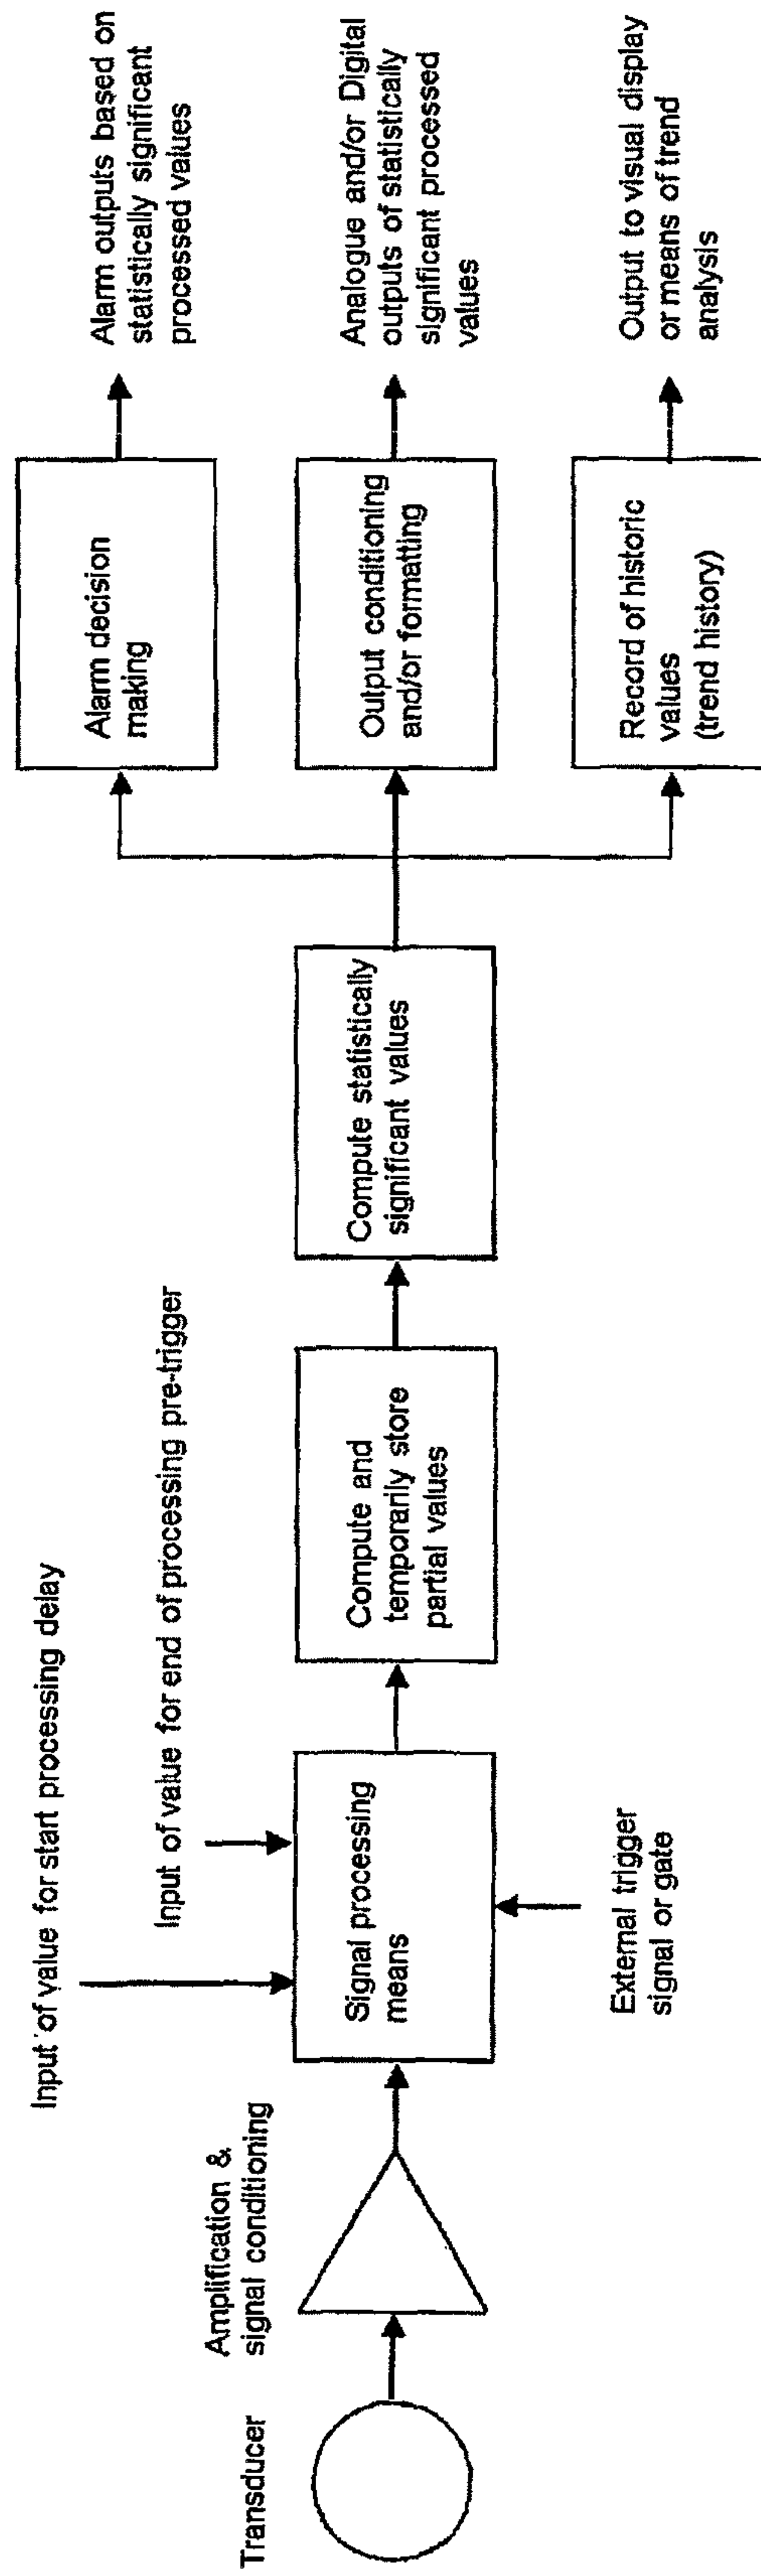 Transducer
Amplification &
signal conditioning
Input of value for start processing delay
Input of value for end of processing pre-trigger
Signal processing
means
External trigger
signal or gate
Compute and
temporarily store
partial values
Compute statistically
significant values
Alarm decision
making
Alarm outputs based on
statistically significant
processed values
Output conditioning
and/or formatting
Analogue and/or Digital
outputs of statistically
significant processed
values
Record of historic
values
(trend history)
Output to visual display
or means of trend
analysis